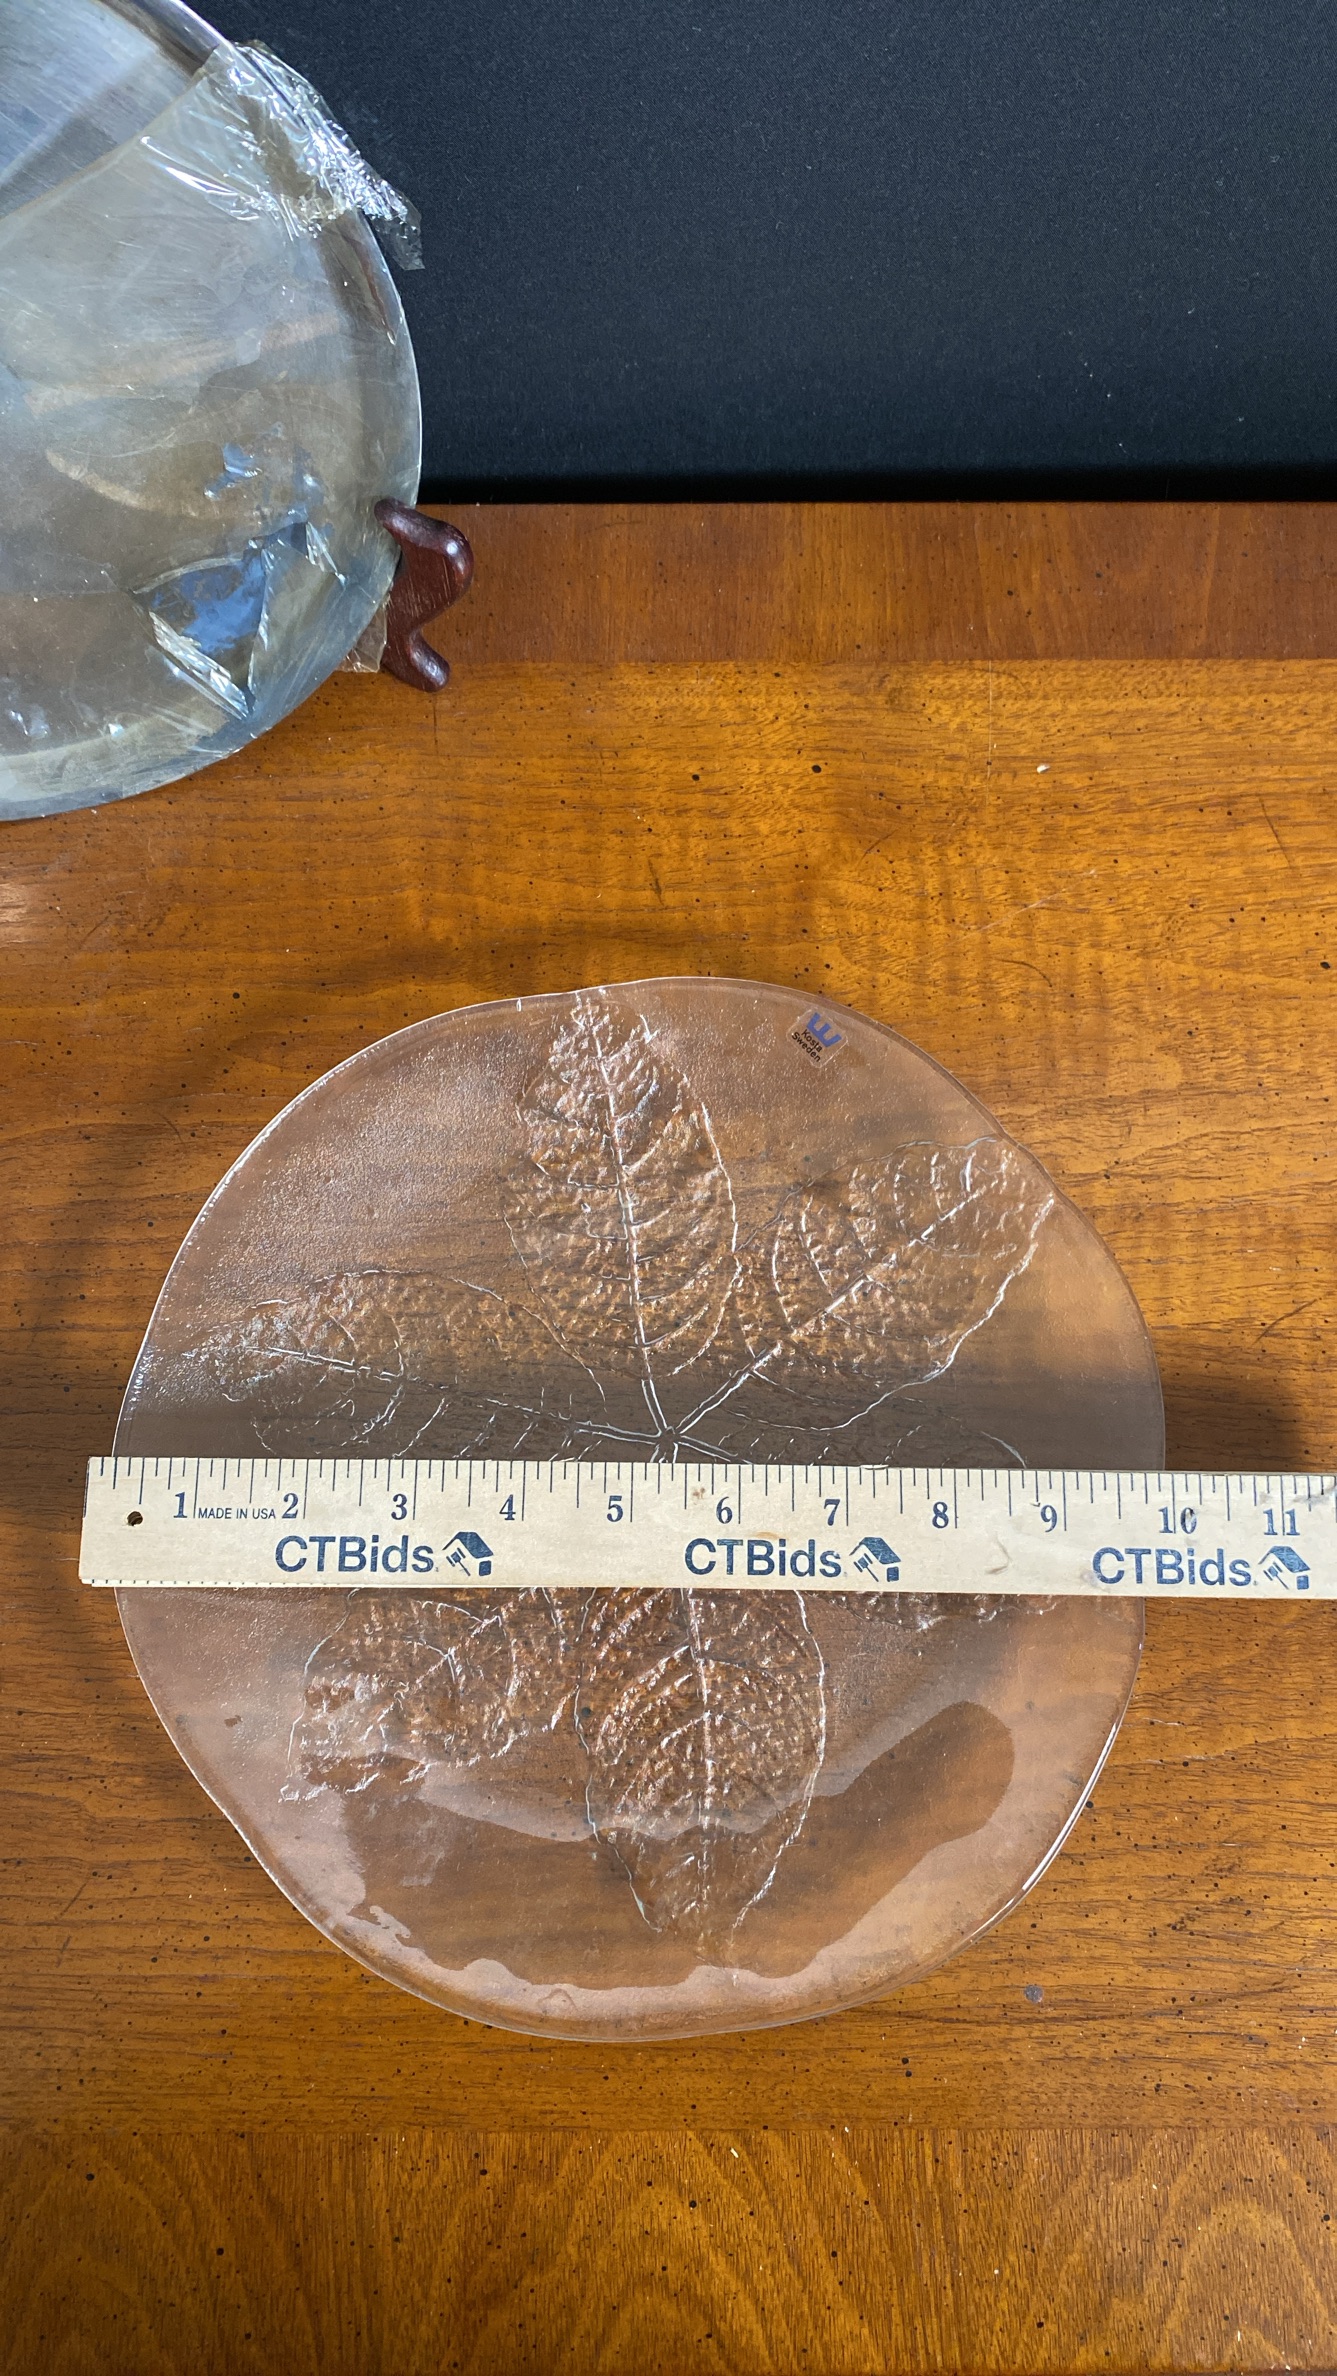 Kosta
Sweden
1 MADE IN USA 2 3 4 5 6 7 8 9 10 11
CTBids CTBids CTBids